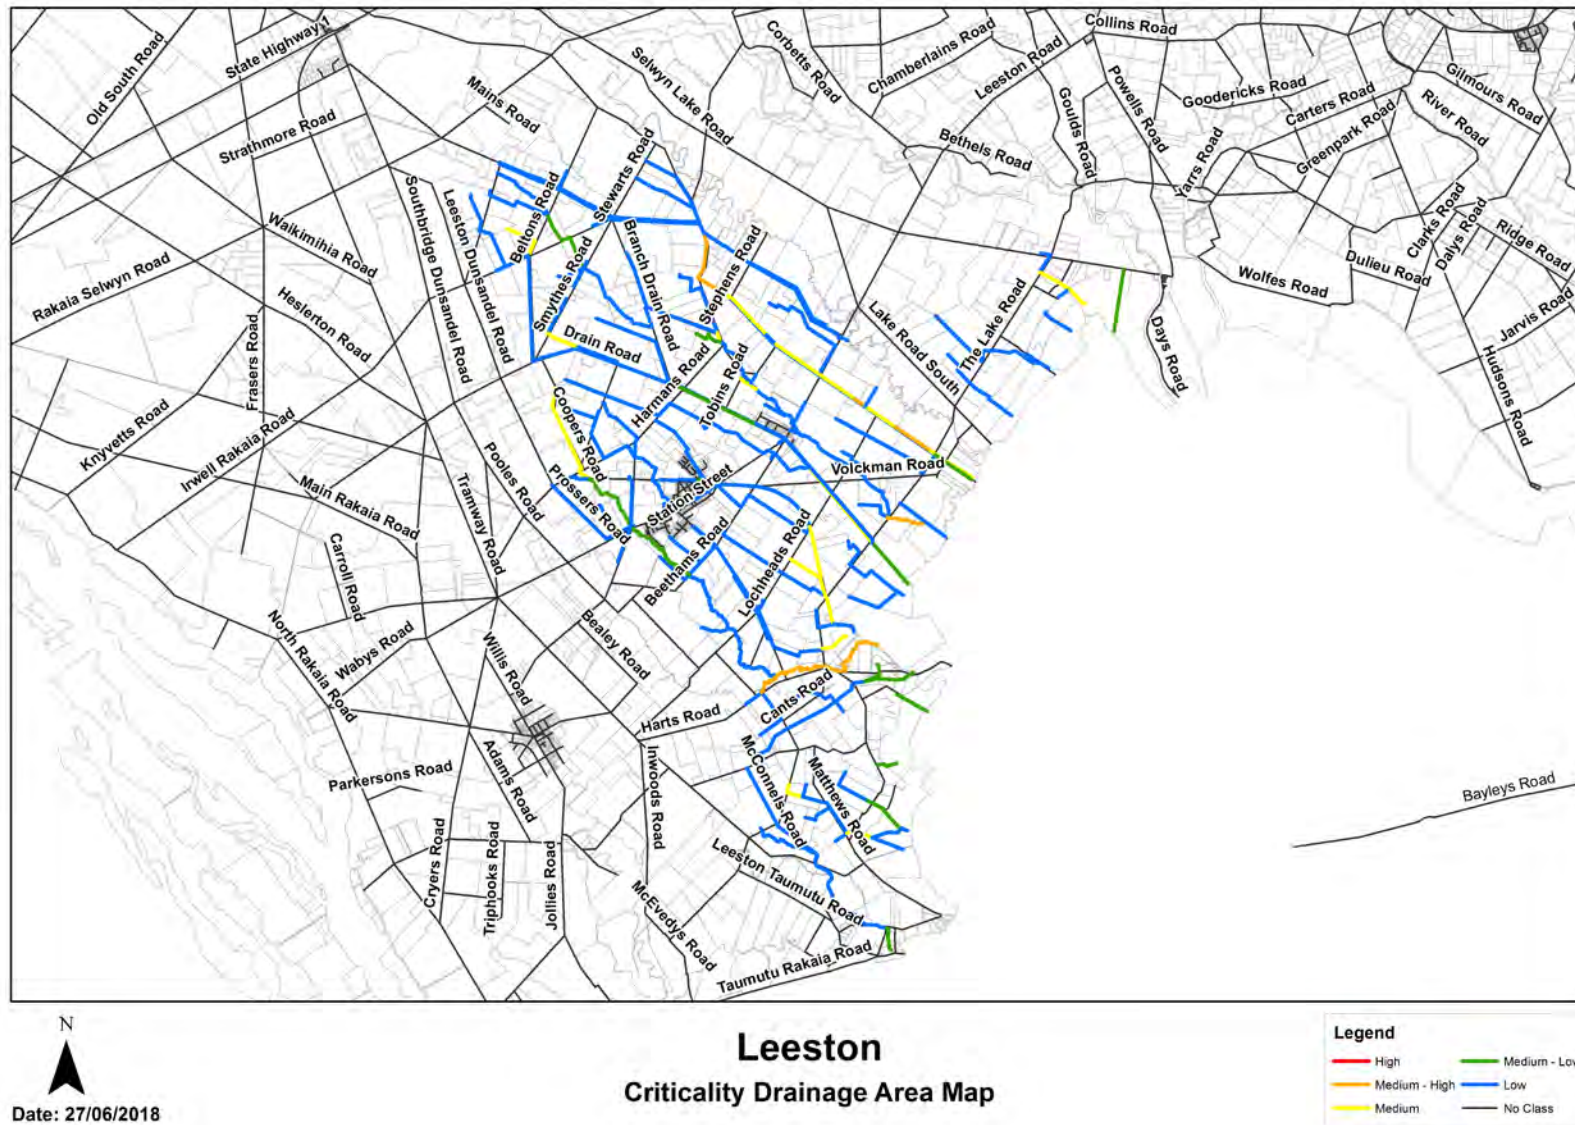 Old South Road
State Highway 1
Strathmore Road
Mains Road
Selwyn Lake Road
Corbetts Road
Chamberlains Road
Leeston Road
Collins Road
Powells Road
Goulds Road
Goodericks Road
Carters Road
Gilmours Road
River Road
Greenpark Road
Bethels Road
Yarrs Road
Clarks Road
Dalys Road
Ridge Road
Dulieu Road
Wolfes Road
Jarvis Road
Hudsons Road
Days Road
Stewarts Road
Beltons Road
Southbridge Dunsandel Road
Leeston Dunsandel Road
Waikimihia Road
Rakaia Selwyn Road
Heslerton Road
Smythes Road
Branch Drain Road
Stephens Road
Drain Road
Lake Road South
The Lake Road
Frasers Road
Knyvetts Road
Irwell Rakaia Road
Harmans Road
Tobins Road
Coopers Road
Pooles Road
Prossers Road
Station Street
Volckman Road
Main Rakaia Road
Tramway Road
Carroll Road
Beethams Road
Lochheads Road
North Rakaia Road
Wabys Road
Willis Road
Bealey Road
Harts Road
Cants Road
Parkersons Road
Adams Road
Inwoods Road
McConnels Road
Matthews Road
Bayleys Road
Cryers Road
Triphooks Road
Jollies Road
McEvedys Road
Leeston Taumutu Road
Taumutu Rakaia Road
N
Date: 27/06/2018
Leeston
Criticality Drainage Area Map
Legend
High
Medium - High
Medium
Medium - Low
Low
No Class